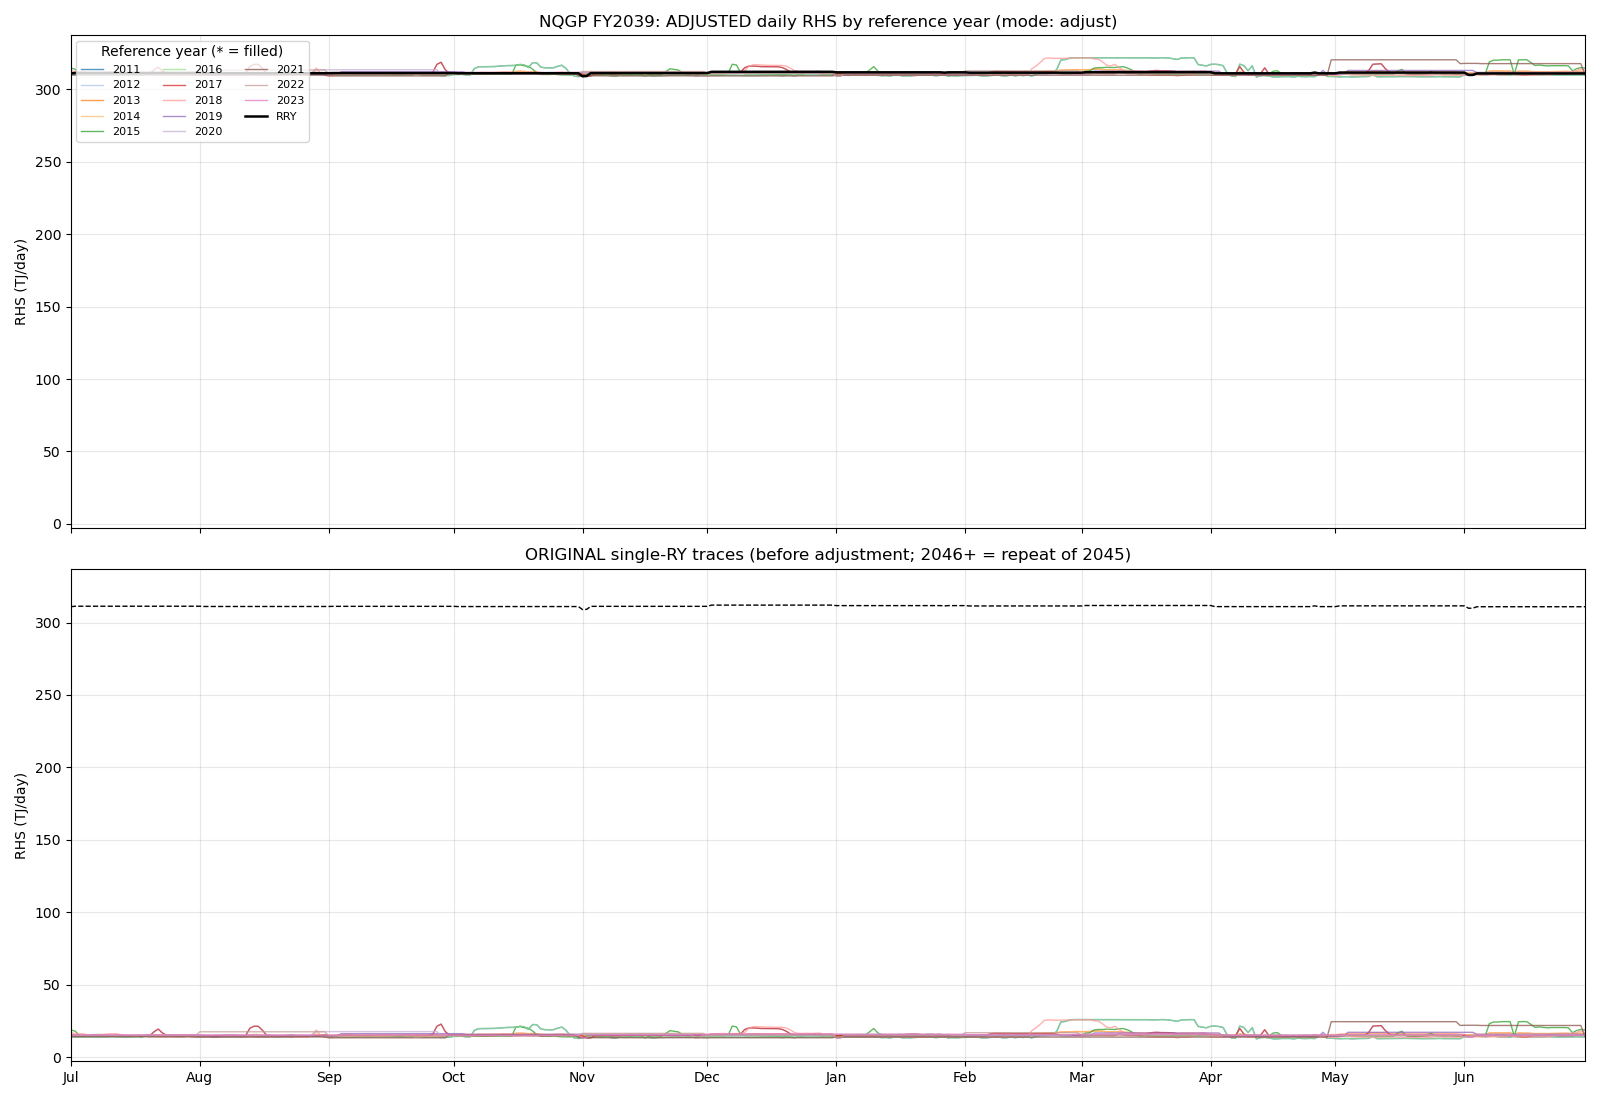 NQGP FY2039: ADJUSTED daily RHS by reference year (mode: adjust)
Reference year (* = filled)
2011 2016 2021
2012 2017 2022
2013 2018 2023
2014 2019 RRY
2015 2020
RHS (TJ/day)
300
250
200
150
100
50
0
ORIGINAL single-RY traces (before adjustment; 2046+ = repeat of 2045)
RHS (TJ/day)
300
250
200
150
100
50
0
Jul Aug Sep Oct Nov Dec Jan Feb Mar Apr May Jun